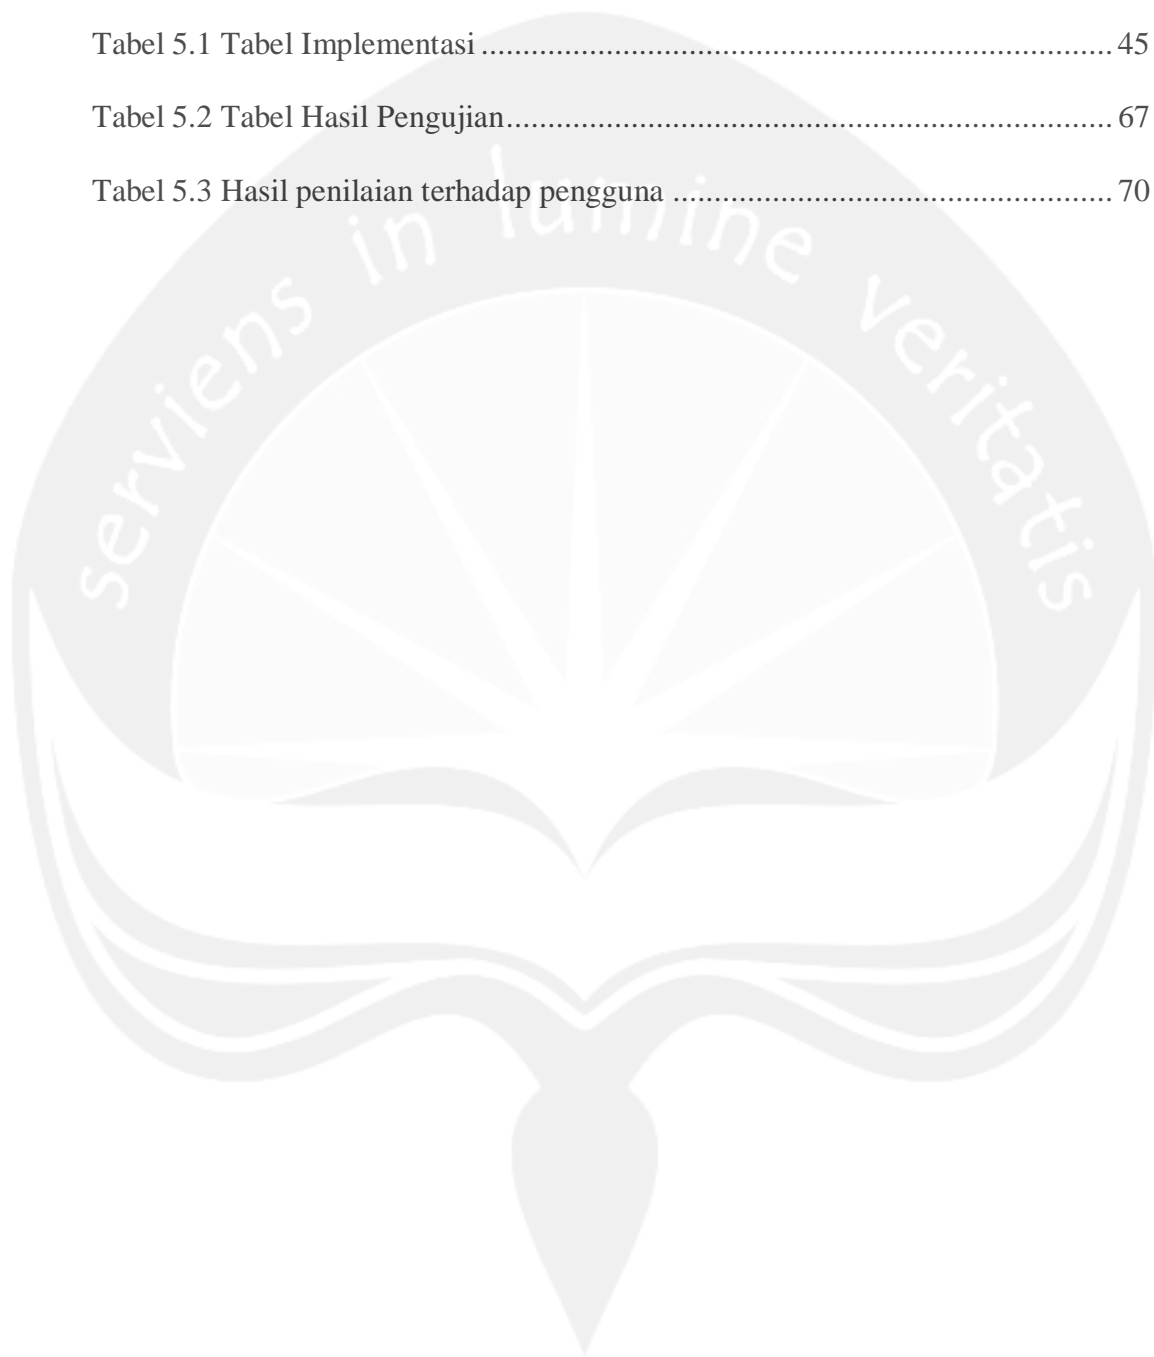 Tabel 5.1 Tabel Implementasi ............................................................................. 45
Tabel 5.2 Tabel Hasil Pengujian.......................................................................... 67
Tabel 5.3 Hasil penilaian terhadap pengguna ..................................................... 70
serviens in lumine veritatis